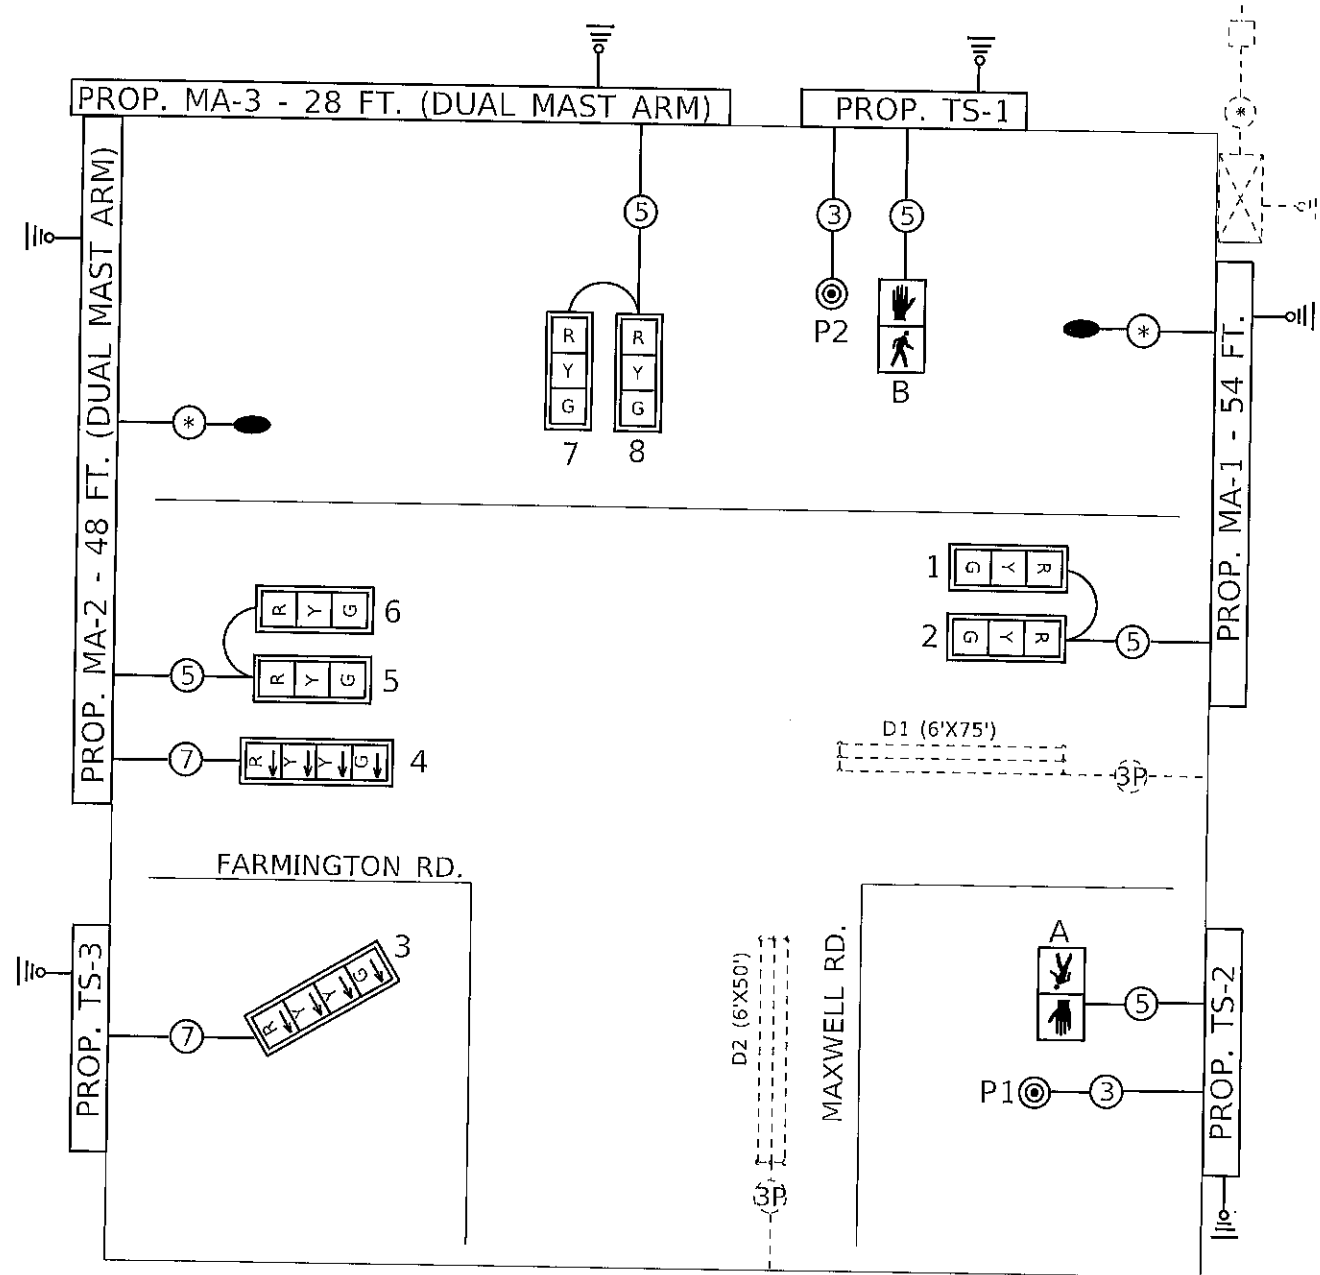 PROP. MA-3 - 28 FT. (DUAL MAST ARM)
PROP. TS-1
*
PROP. MA-2 - 48 FT. (DUAL MAST ARM)
5
3
5
P2
B
R
Y
G
7
R
Y
G
8
*
PROP. MA-1 - 54 FT.
*
1
G Y R
2
G Y R
5
R Y G
6
5
R Y G
5
7
R Y Y G
4
D1 (6'X75')
3P
FARMINGTON RD.
PROP. TS-3
7
R Y Y G
3
D2 (6'X50')
3P
MAXWELL RD.
A
5
P1
3
PROP. TS-2